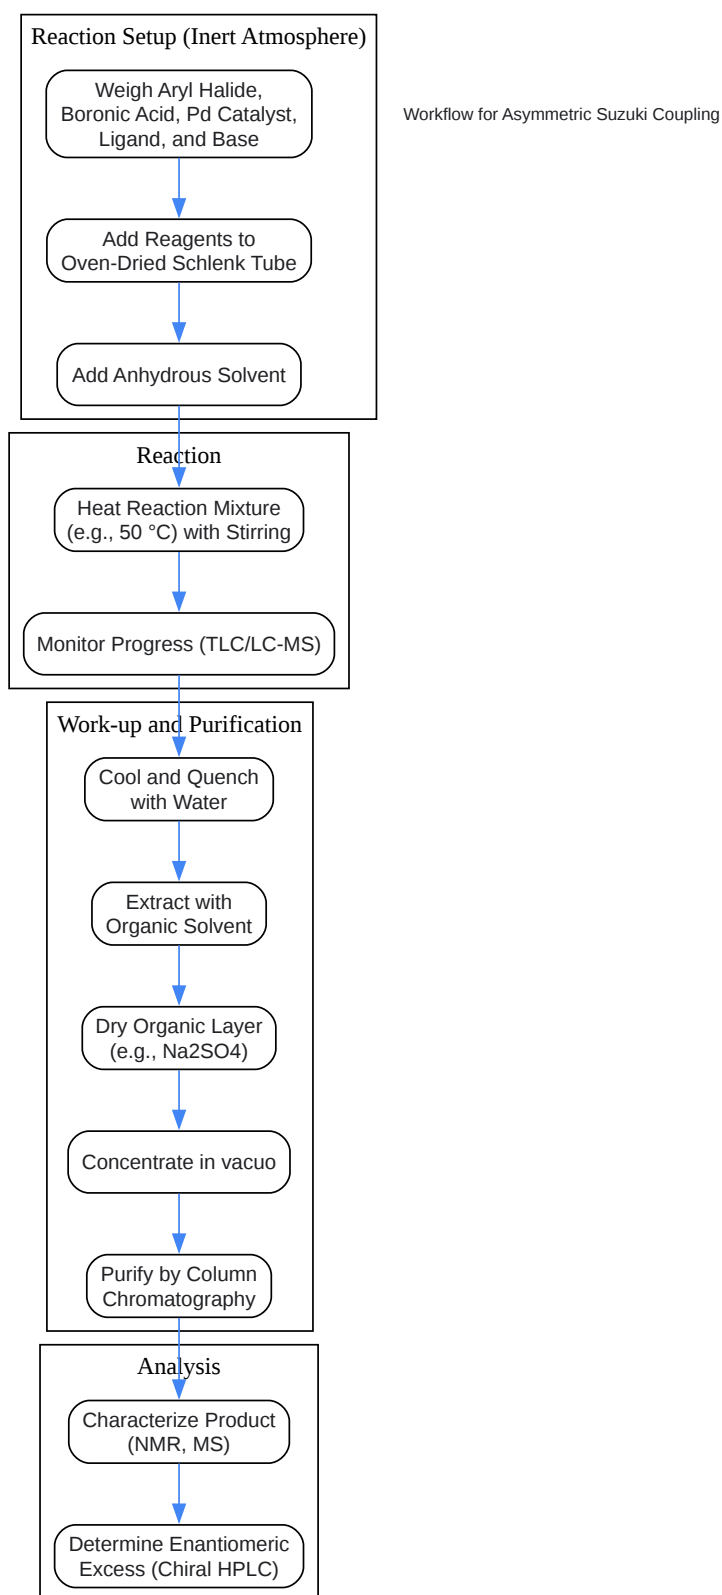 Reaction Setup (Inert Atmosphere)
Weigh Aryl Halide,
Boronic Acid, Pd Catalyst,
Ligand, and Base
Workflow for Asymmetric Suzuki Coupling
Add Reagents to
Oven-Dried Schlenk Tube
Add Anhydrous Solvent
Reaction
Heat Reaction Mixture
(e.g., 50 °C) with Stirring
Monitor Progress (TLC/LC-MS)
Work-up and Purification
Cool and Quench
with Water
Extract with
Organic Solvent
Dry Organic Layer
(e.g., Na2SO4)
Concentrate in vacuo
Purify by Column
Chromatography
Analysis
Characterize Product
(NMR, MS)
Determine Enantiomeric
Excess (Chiral HPLC)